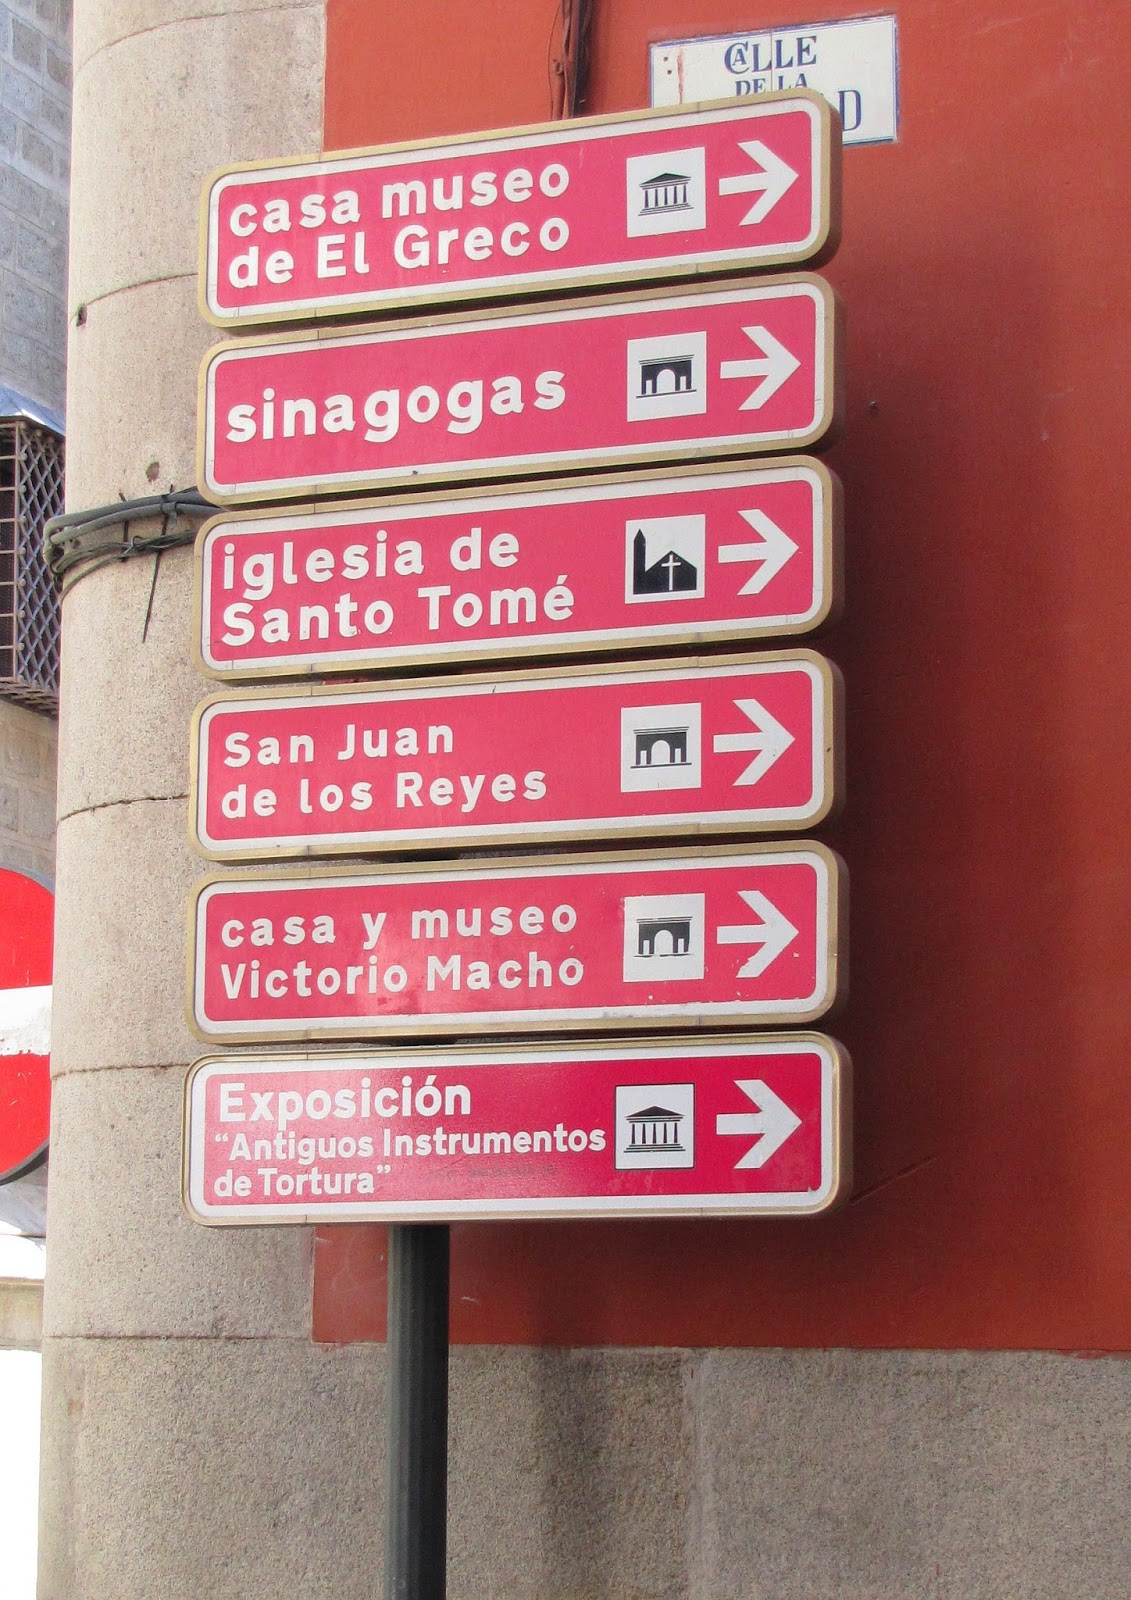 CALLE
DE LA
casa museo
de El Greco
sinagogas
iglesia de
Santo Tomé
San Juan
de los Reyes
casa y museo
Victorio Macho
Exposición
“Antiguos Instrumentos
de Tortura”